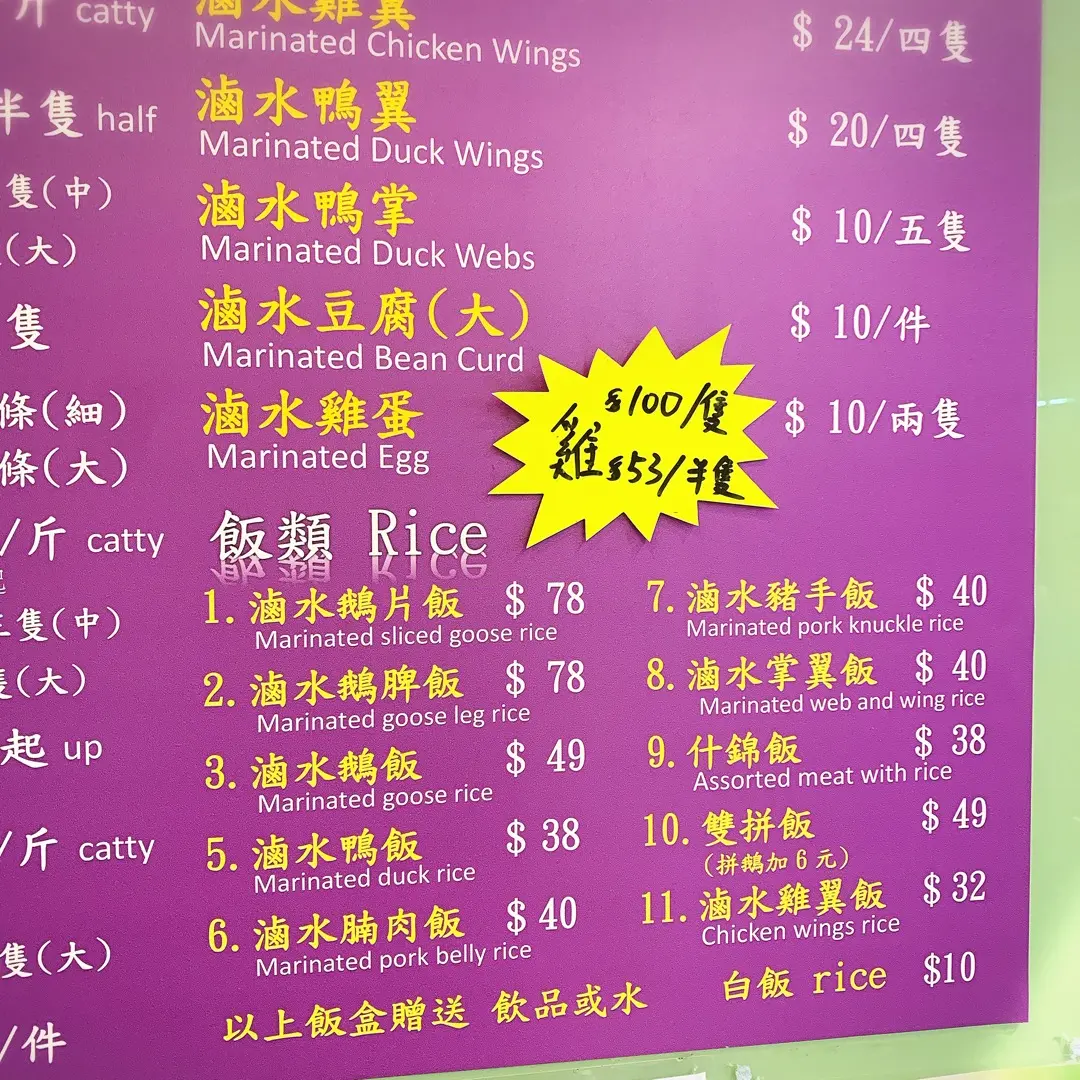 斤 catty
半隻 half
隻(中)
(大)
隻
條(細)
條(大)
/斤 catty
三隻(中)
隻(大)
起 up
/斤 catty
隻(大)
/件
滷水雞翼 $ 24/四隻
Marinated Chicken Wings
滷水鴨翼 $ 20/四隻
Marinated Duck Wings
滷水鴨掌 $ 10/五隻
Marinated Duck Webs
滷水豆腐(大) $ 10/件
Marinated Bean Curd
滷水雞蛋 $ 10/兩隻
Marinated Egg
$100/隻
雞 $53/半隻
飯類 Rice
1. 滷水鵝片飯 $ 78
Marinated sliced goose rice
2. 滷水鵝脾飯 $ 78
Marinated goose leg rice
3. 滷水鵝飯 $ 49
Marinated goose rice
5. 滷水鴨飯 $ 38
Marinated duck rice
6. 滷水腩肉飯 $ 40
Marinated pork belly rice
7. 滷水豬手飯 $ 40
Marinated pork knuckle rice
8. 滷水掌翼飯 $ 40
Marinated web and wing rice
9. 什錦飯 $ 38
Assorted meat with rice
10. 雙拼飯 $ 49
(拼鵝加 6 元)
11. 滷水雞翼飯 $ 32
Chicken wings rice
白飯 rice $10
以上飯盒贈送 飲品或水